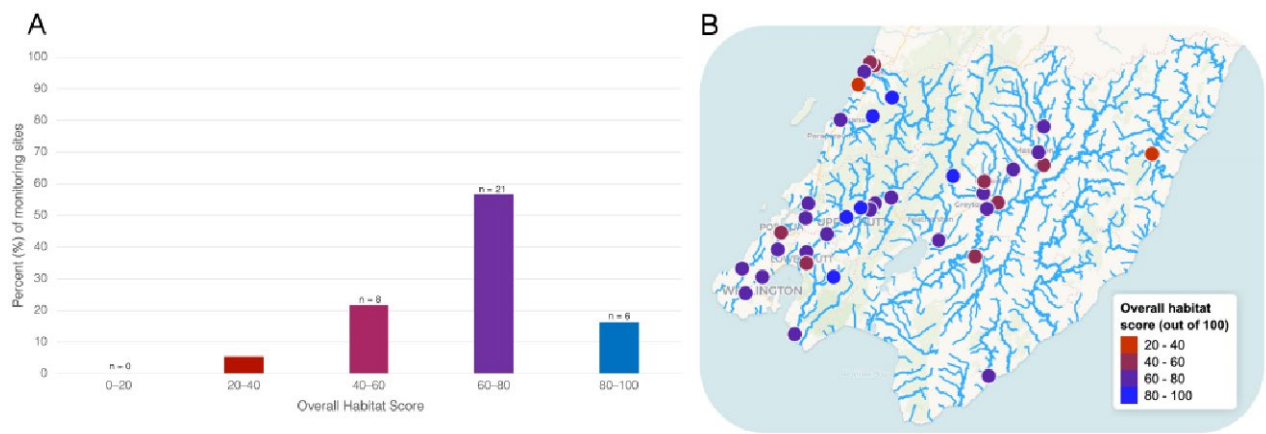 A
100
90
80
70
60
50
40
30
20
10
0
Percent (%) of monitoring sites
n = 0
n = 8
n = 21
n = 6
0–20
20–40
40–60
60–80
80–100
Overall Habitat Score
B
WELLINGTON
Overall habitat
score (out of 100)
20 - 40
40 - 60
60 - 80
80 - 100